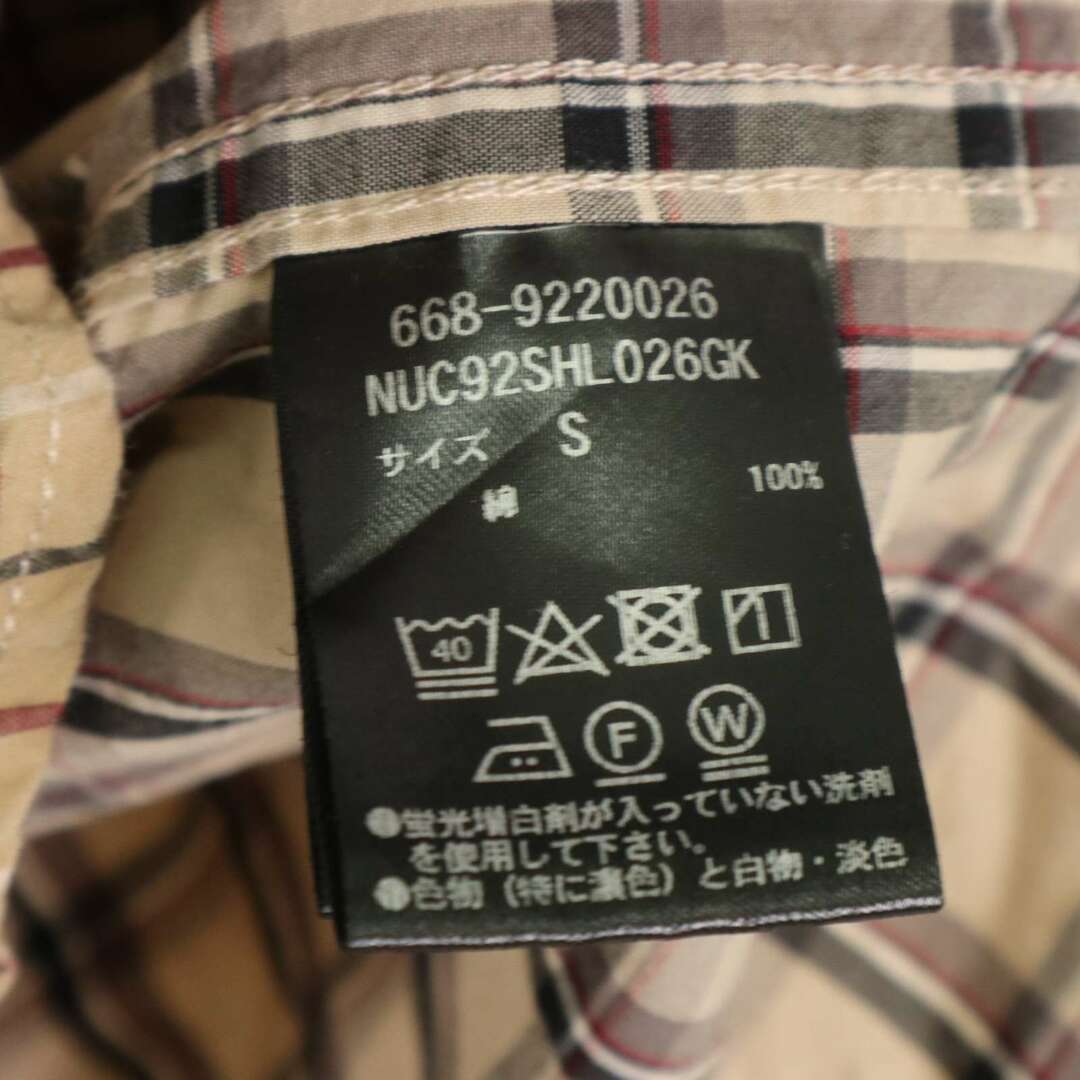 668-9220026
NUC92SHL026GK
サイズ S
綿 100%
40
F W
●蛍光増白剤が入っていない洗剤
を使用して下さい。
●色物（特に濃色）と白物・淡色